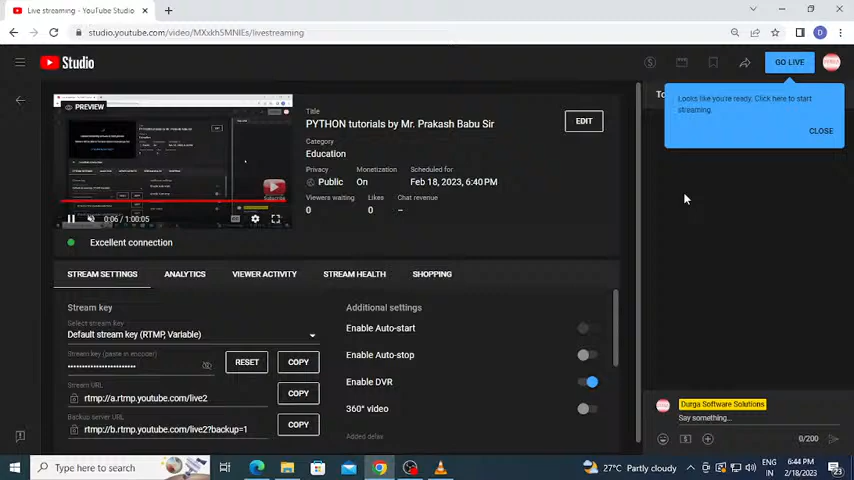 Live streaming - YouTube Studio
studio.youtube.com/video/MXxkh5MNIEs/livestreaming
D
Studio
GO LIVE
PREVIEW
0:06 / 1:00:05
Excellent connection
Title
PYTHON tutorials by Mr. Prakash Babu Sir
EDIT
Category
Education
Privacy
Monetization
Scheduled for
Public
On
Feb 18, 2023, 6:40 PM
Viewers waiting
Likes
Chat revenue
0
0
–
Looks like you're ready. Click here to start
streaming.
CLOSE
STREAM SETTINGS
ANALYTICS
VIEWER ACTIVITY
STREAM HEALTH
SHOPPING
Stream key
Select stream key
Default stream key (RTMP, Variable)
Stream key (paste in encoder)
RESET
COPY
Stream URL
rtmp://a.rtmp.youtube.com/live2
COPY
Backup server URL
rtmp://b.rtmp.youtube.com/live2?backup=1
COPY
Additional settings
Enable Auto-start
Enable Auto-stop
Enable DVR
360° video
Added delay
Durga Software Solutions
Say something...
0/200
Type here to search
27°C Partly cloudy
ENG
IN
6:44 PM
2/18/2023
23